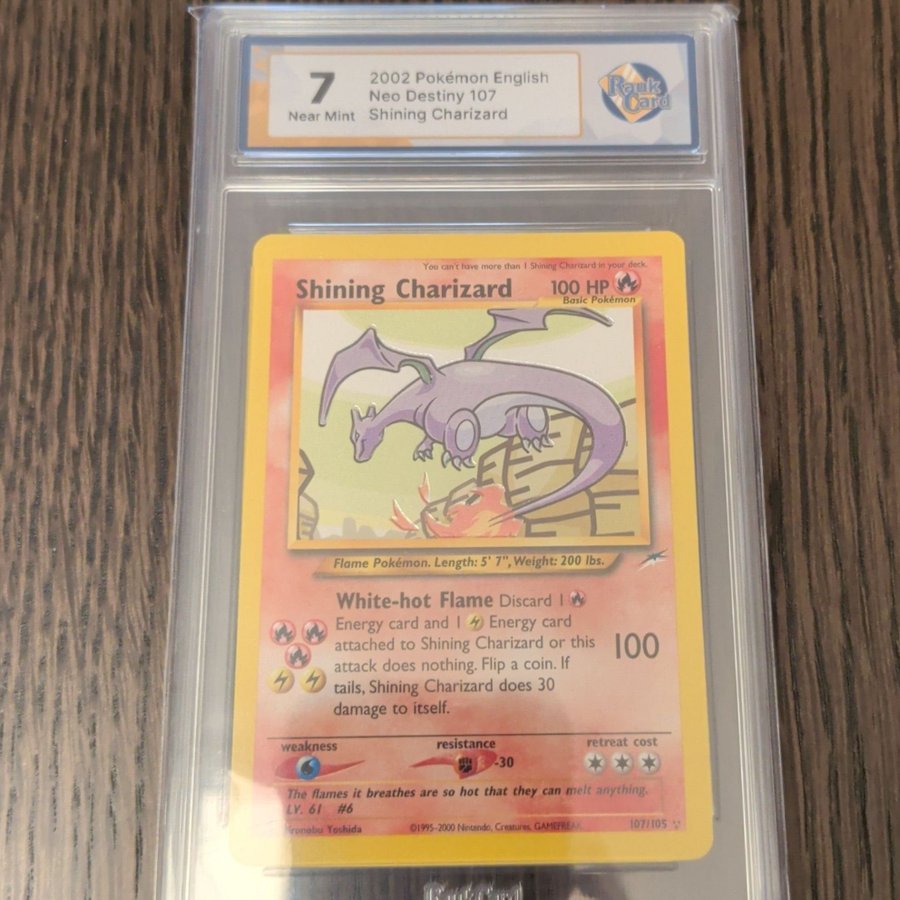 7
Near Mint
2002 Pokémon English
Neo Destiny 107
Shining Charizard
Rank
Card
You can't have more than 1 Shining Charizard in your deck.
Shining Charizard 100 HP
Basic Pokémon
Flame Pokémon. Length: 5' 7", Weight: 200 lbs.
White-hot Flame Discard 1
Energy card and 1 Energy card
attached to Shining Charizard or this
attack does nothing. Flip a coin. If
tails, Shining Charizard does 30
damage to itself.
100
weakness resistance retreat cost
-30
The flames it breathes are so hot that they can melt anything.
LV. 61 #6
Hironobu Yoshida ©1995-2000 Nintendo, Creatures, GAMEFREAK. 107/105
RankCard